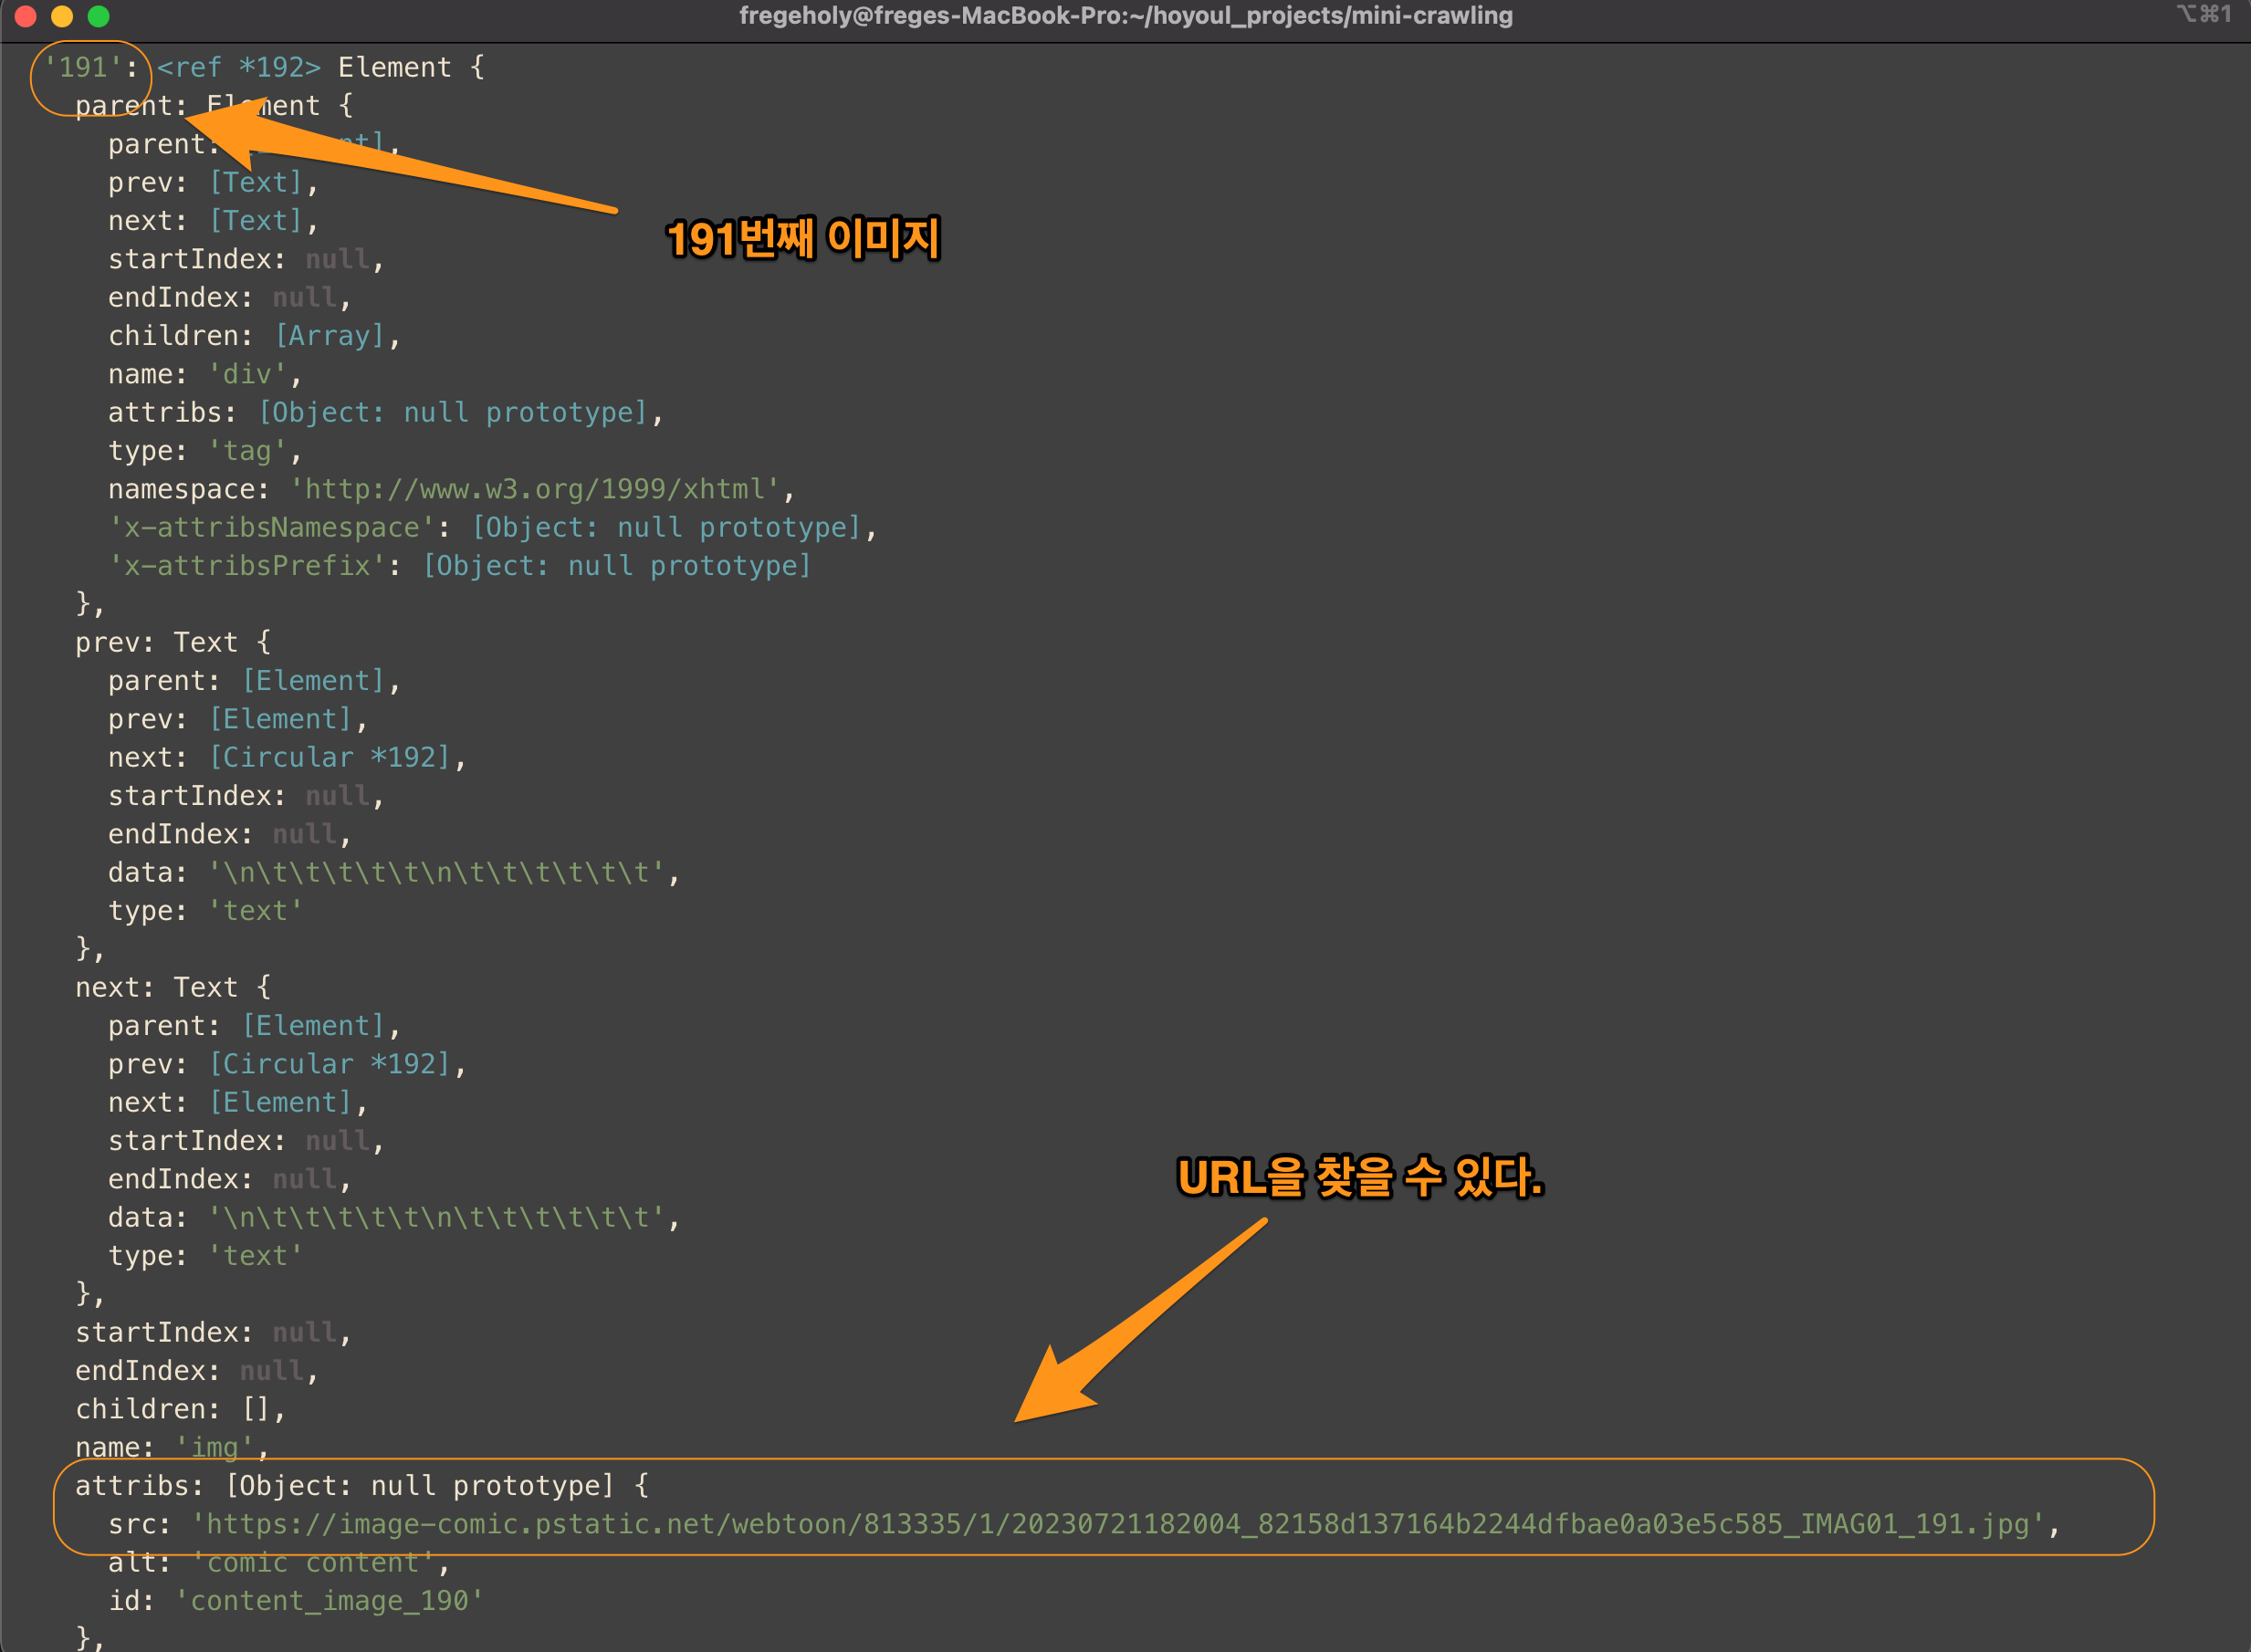 fregeholy@freges-MacBook-Pro:~/hoyoul_projects/mini-crawling
⌥⌘1
'191': <ref *192> Element {
parent: Element {
parent: [Element],
prev: [Text],
next: [Text],
191번째 이미지
startIndex: null,
endIndex: null,
children: [Array],
name: 'div',
attribs: [Object: null prototype],
type: 'tag',
namespace: 'http://www.w3.org/1999/xhtml',
'x-attribsNamespace': [Object: null prototype],
'x-attribsPrefix': [Object: null prototype]
},
prev: Text {
parent: [Element],
prev: [Element],
next: [Circular *192],
startIndex: null,
endIndex: null,
data: '\n\t\t\t\t\t\n\t\t\t\t\t\t',
type: 'text'
},
next: Text {
parent: [Element],
prev: [Circular *192],
next: [Element],
startIndex: null,
endIndex: null,
URL을 찾을 수 있다.
data: '\n\t\t\t\t\t\n\t\t\t\t\t\t',
type: 'text'
},
startIndex: null,
endIndex: null,
children: [],
name: 'img',
attribs: [Object: null prototype] {
src: 'https://image-comic.pstatic.net/webtoon/813335/1/20230721182004_82158d137164b2244dfbae0a03e5c585_IMAG01_191.jpg',
alt: 'comic content',
id: 'content_image_190'
},